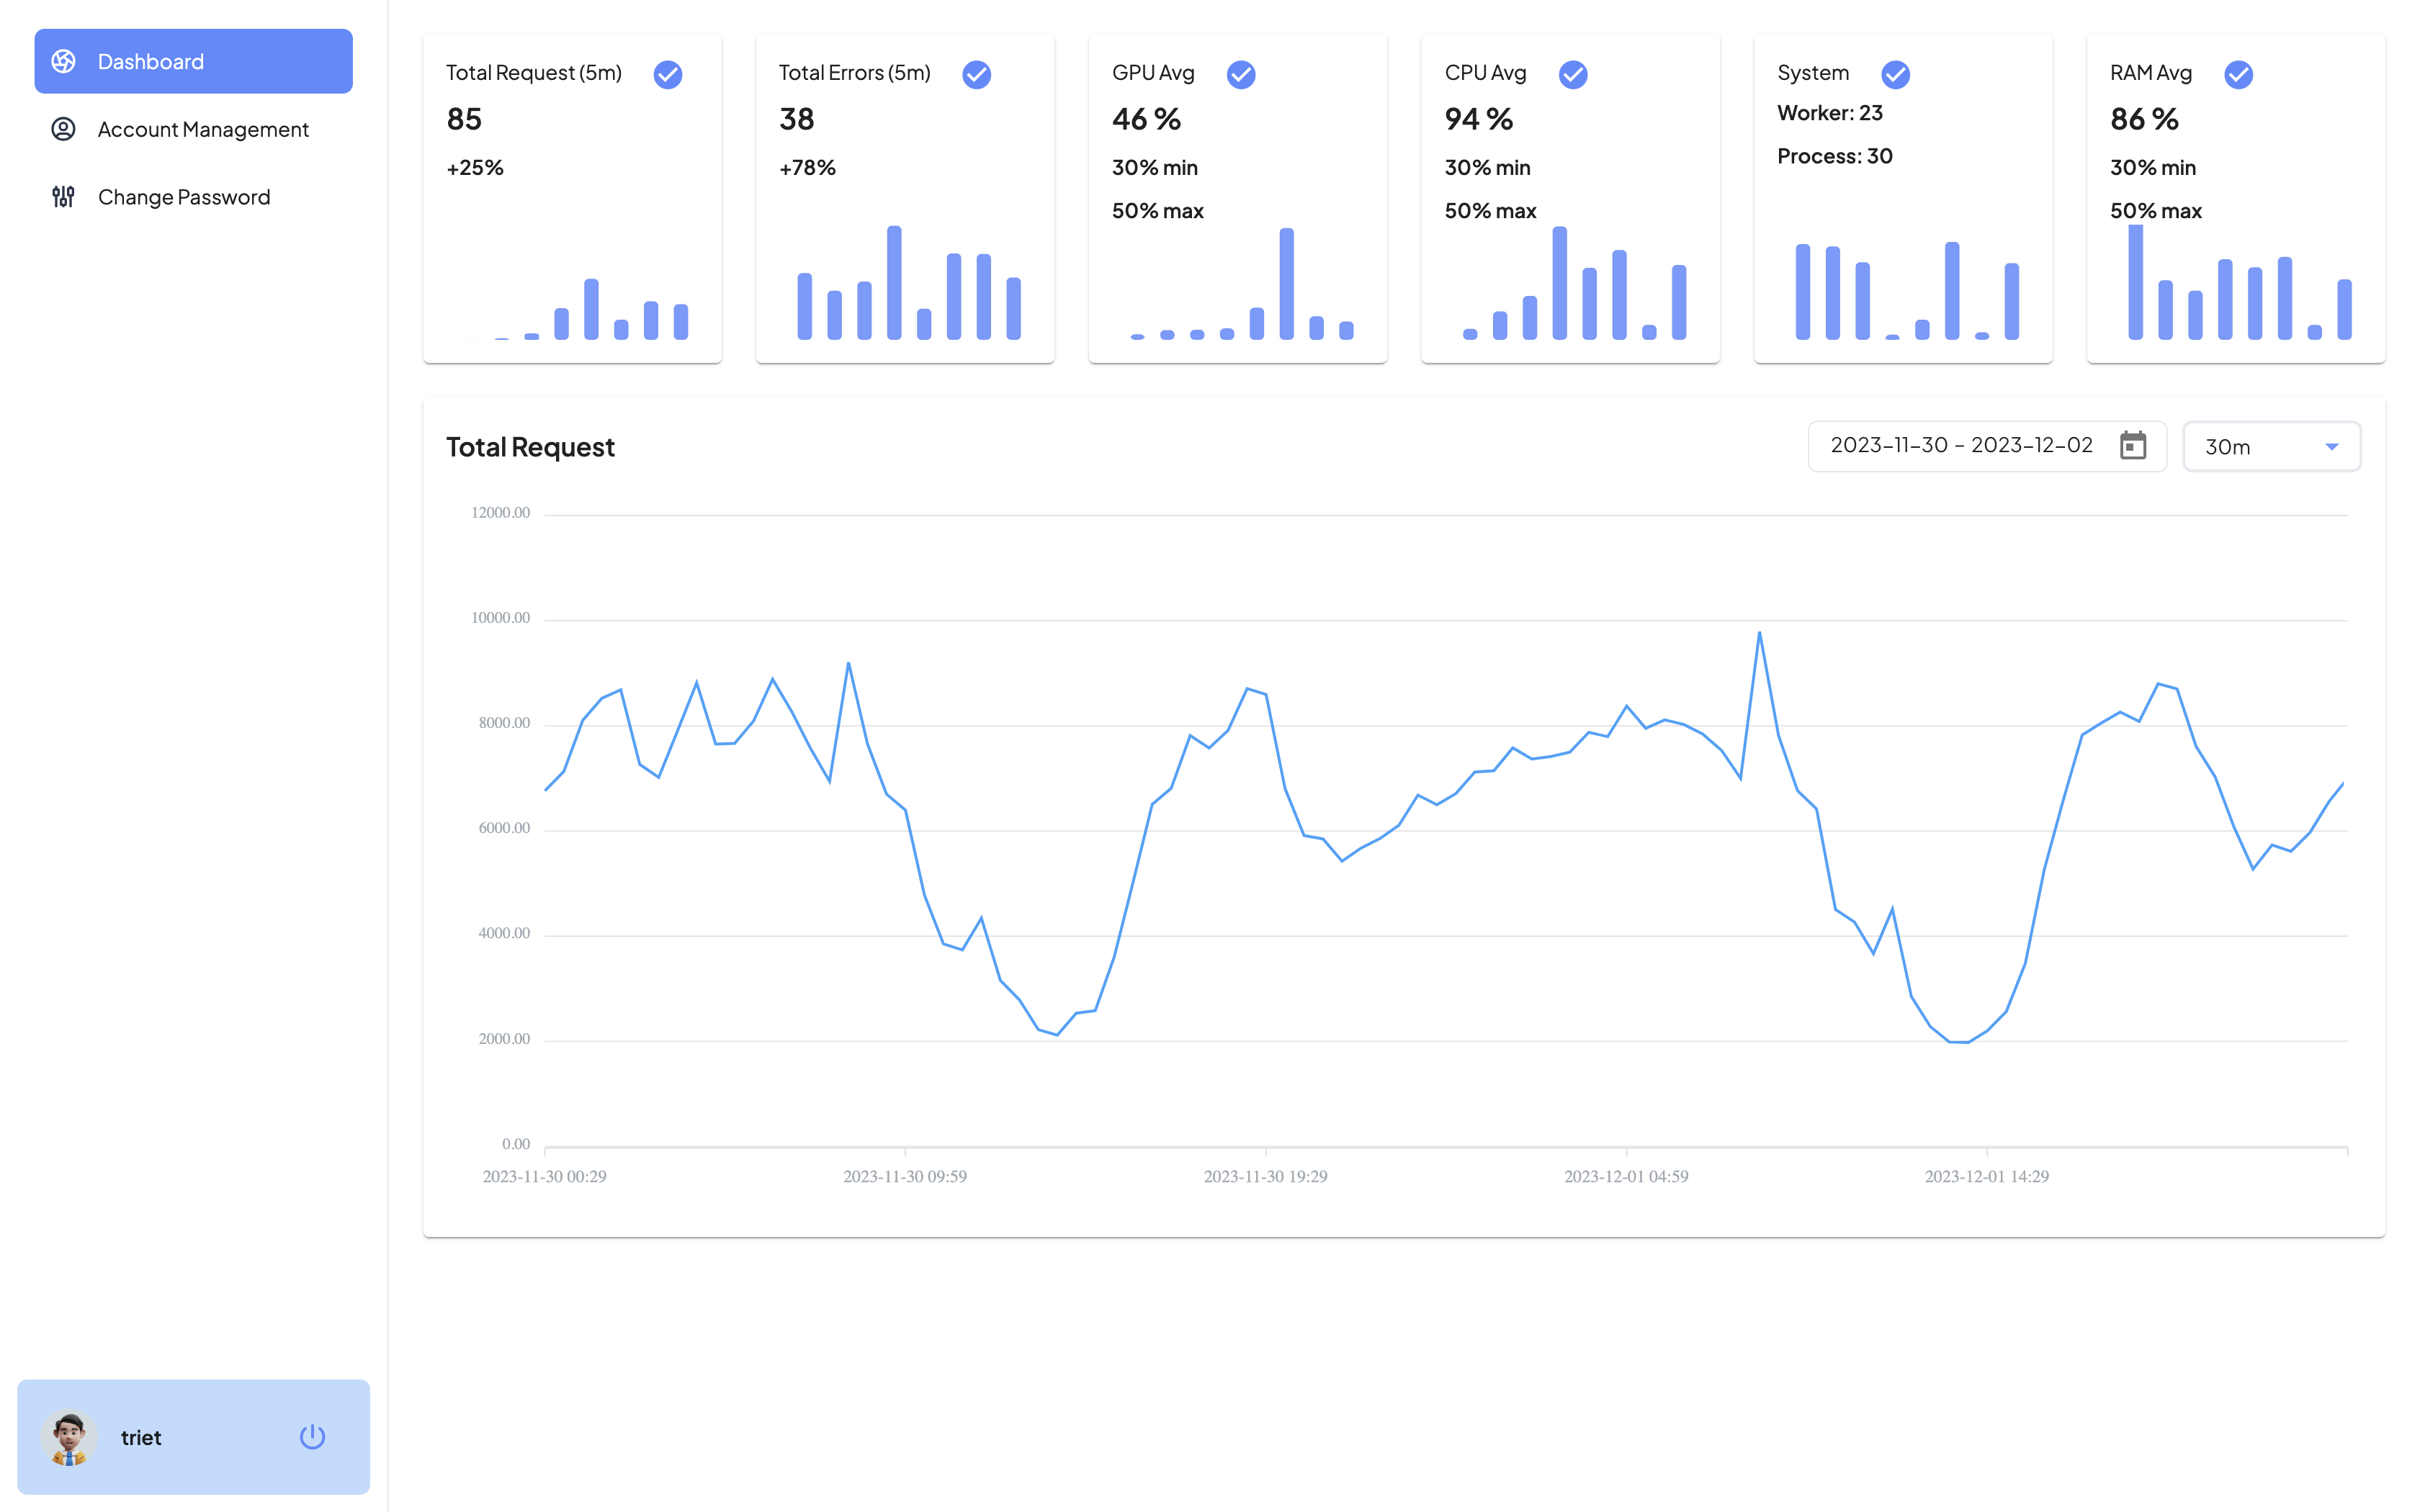 Dashboard
Account Management
Change Password
Total Request (5m)
85
+25%
Total Errors (5m)
38
+78%
GPU Avg
46 %
30% min
50% max
CPU Avg
94 %
30% min
50% max
System
Worker: 23
Process: 30
RAM Avg
86 %
30% min
50% max
Total Request
2023-11-30 - 2023-12-02
30m
12000.00
10000.00
8000.00
6000.00
4000.00
2000.00
0.00
2023-11-30 00:29
2023-11-30 09:59
2023-11-30 19:29
2023-12-01 04:59
2023-12-01 14:29
triet